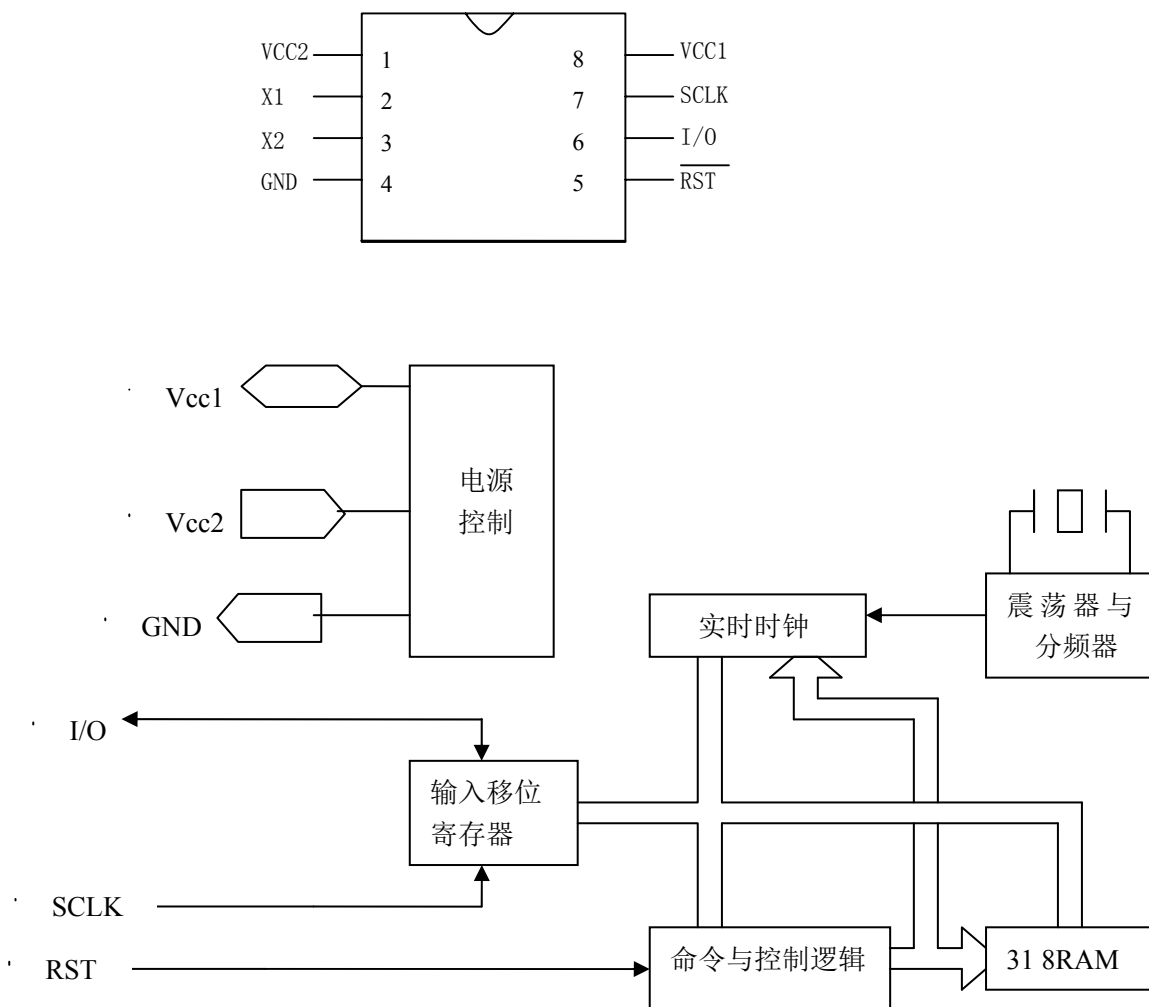 VCC2 1 8 VCC1
X1 2 7 SCLK
X2 3 6 I/O
GND 4 5 RST
Vcc1
电源
控制
Vcc2
GND
实时时钟
震荡器与
分频器
I/O
输入移位
寄存器
SCLK
RST
命令与控制逻辑
31 8RAM